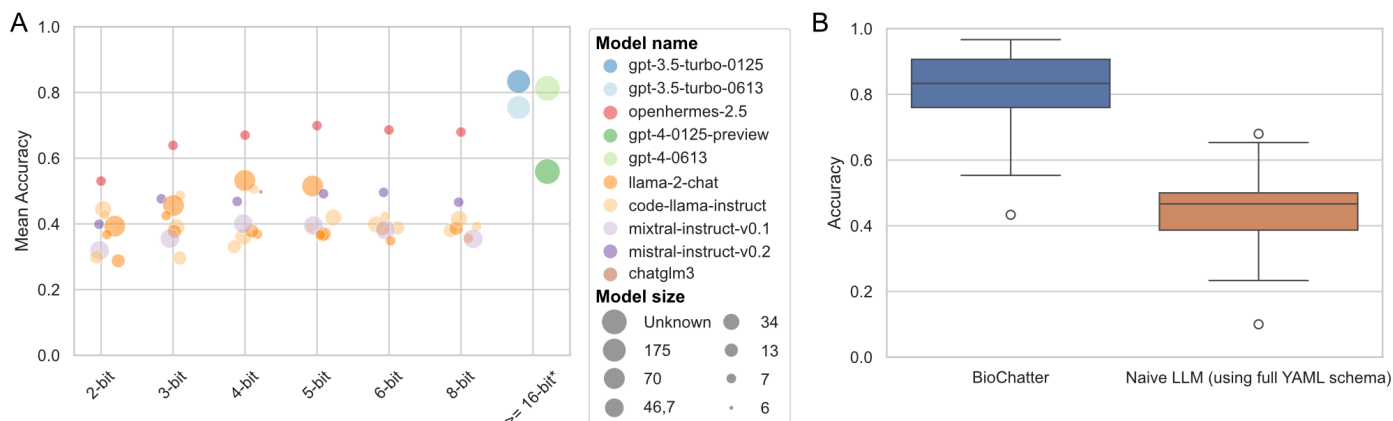 A
Mean Accuracy
1.0
0.8
0.6
0.4
0.2
0.0
2-bit
3-bit
4-bit
5-bit
6-bit
8-bit
>= 16-bit*
Model name
gpt-3.5-turbo-0125
gpt-3.5-turbo-0613
openhermes-2.5
gpt-4-0125-preview
gpt-4-0613
llama-2-chat
code-llama-instruct
mixtral-instruct-v0.1
mistral-instruct-v0.2
chatglm3
Model size
Unknown
175
70
46,7
34
13
7
6
B
Accuracy
1.0
0.8
0.6
0.4
0.2
0.0
BioChatter
Naive LLM (using full YAML schema)